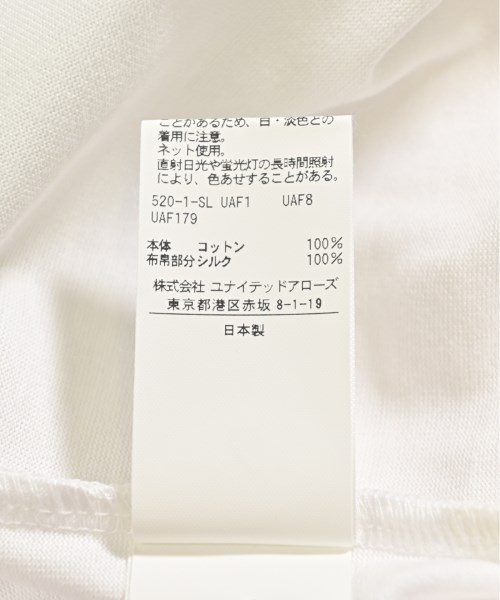 ことがあるため、白・淡色との
着用に注意。
ネット使用。
直射日光や蛍光灯の長時間照射
により、色あせすることがある。
520-1-SL UAF1 UAF8
UAF179
本体 コットン 100%
布帛部分シルク 100%
株式会社 ユナイテッドアローズ
東京都港区赤坂 8-1-19
日本製